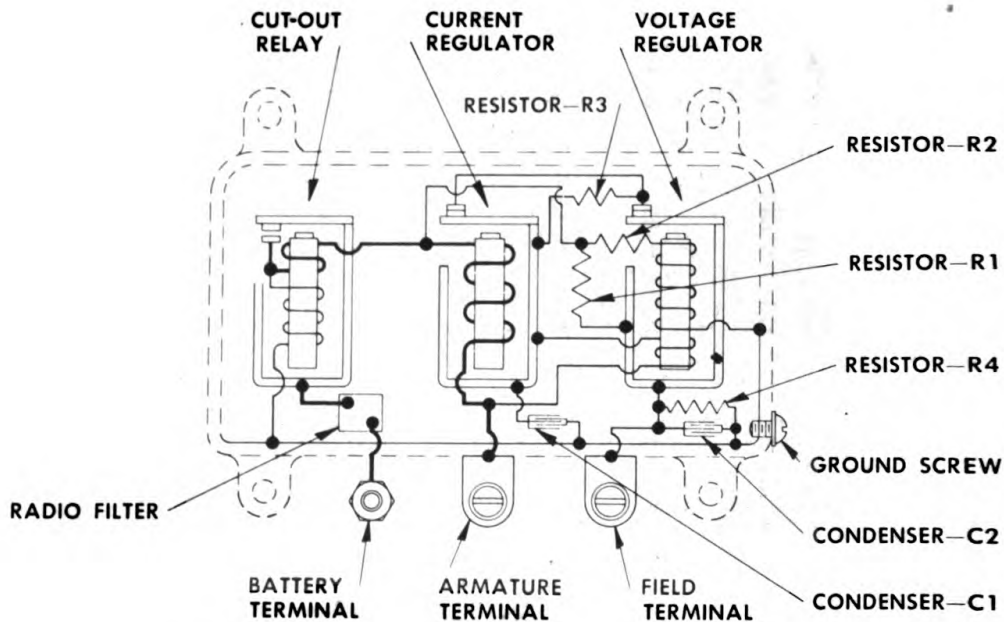 CUT-OUT
RELAY
CURRENT
REGULATOR
VOLTAGE
REGULATOR
RESISTOR—R3
RESISTOR—R2
RESISTOR—R1
RESISTOR—R4
GROUND SCREW
RADIO FILTER
CONDENSER—C2
BATTERY
TERMINAL
ARMATURE
TERMINAL
FIELD
TERMINAL
CONDENSER—C1